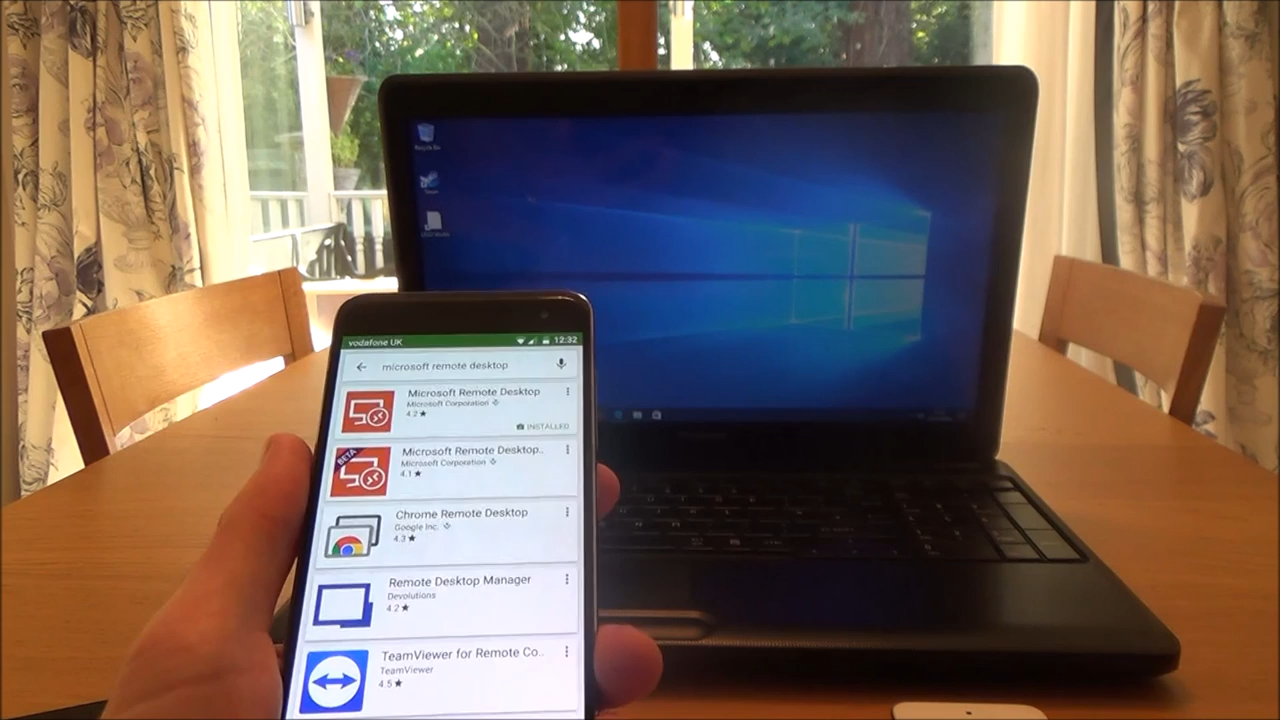 Recycle Bin
vodafone UK 12:32
microsoft remote desktop
Microsoft Remote Desktop
Microsoft Corporation
4.2★
INSTALLED
BETA
Microsoft Remote Desktop..
Microsoft Corporation
4.1★
Chrome Remote Desktop
Google Inc.
4.3★
Remote Desktop Manager
Devolutions
4.2★
TeamViewer for Remote Co..
TeamViewer
4.5★